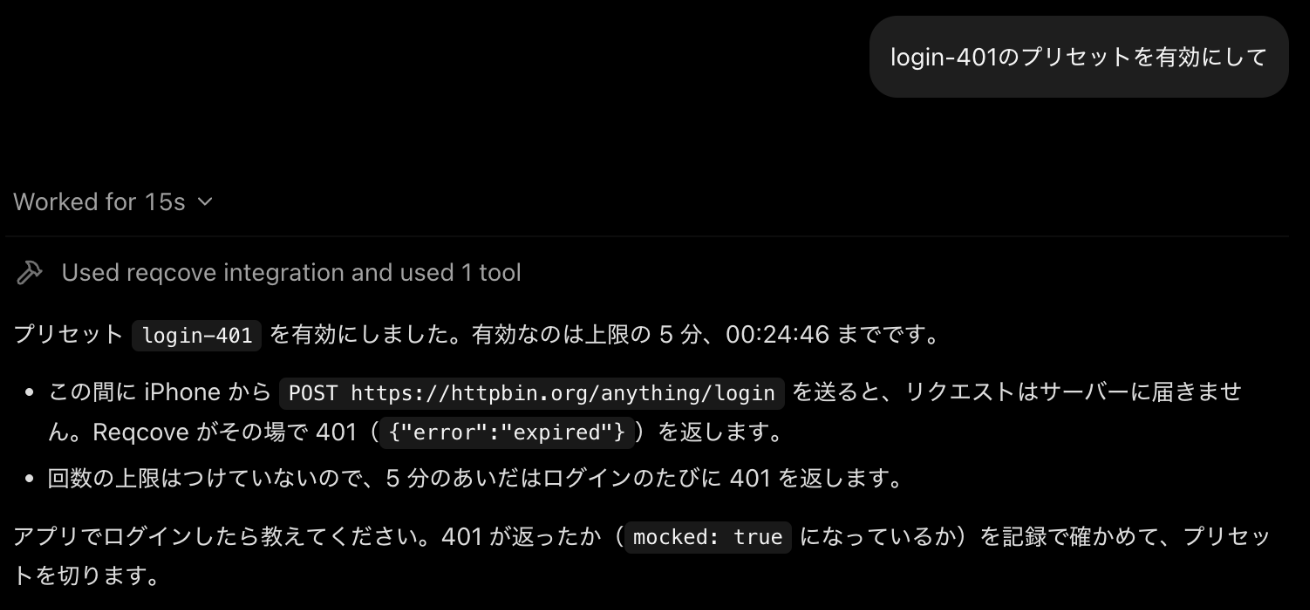 login-401のプリセットを有効にして
Worked for 15s
Used reqcove integration and used 1 tool
プリセット login-401 を有効にしました。有効なのは上限の 5 分、00:24:46 までです。
• この間に iPhone から POST https://httpbin.org/anything/login を送ると、リクエストはサーバーに届きませ
ん。Reqcove がその場で 401（{"error":"expired"}）を返します。
• 回数の上限はつけていないので、5 分のあいだはログインのたびに 401 を返します。
アプリでログインしたら教えてください。401 が返ったか（mocked: true になっているか）を記録で確かめて、プリセッ
トを切ります。